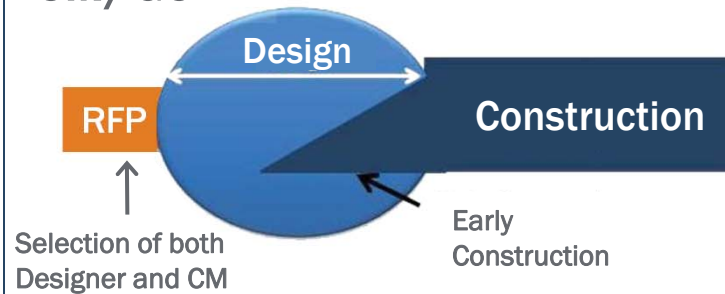 Design
RFP
Construction
Selection of both
Designer and CM
Early
Construction